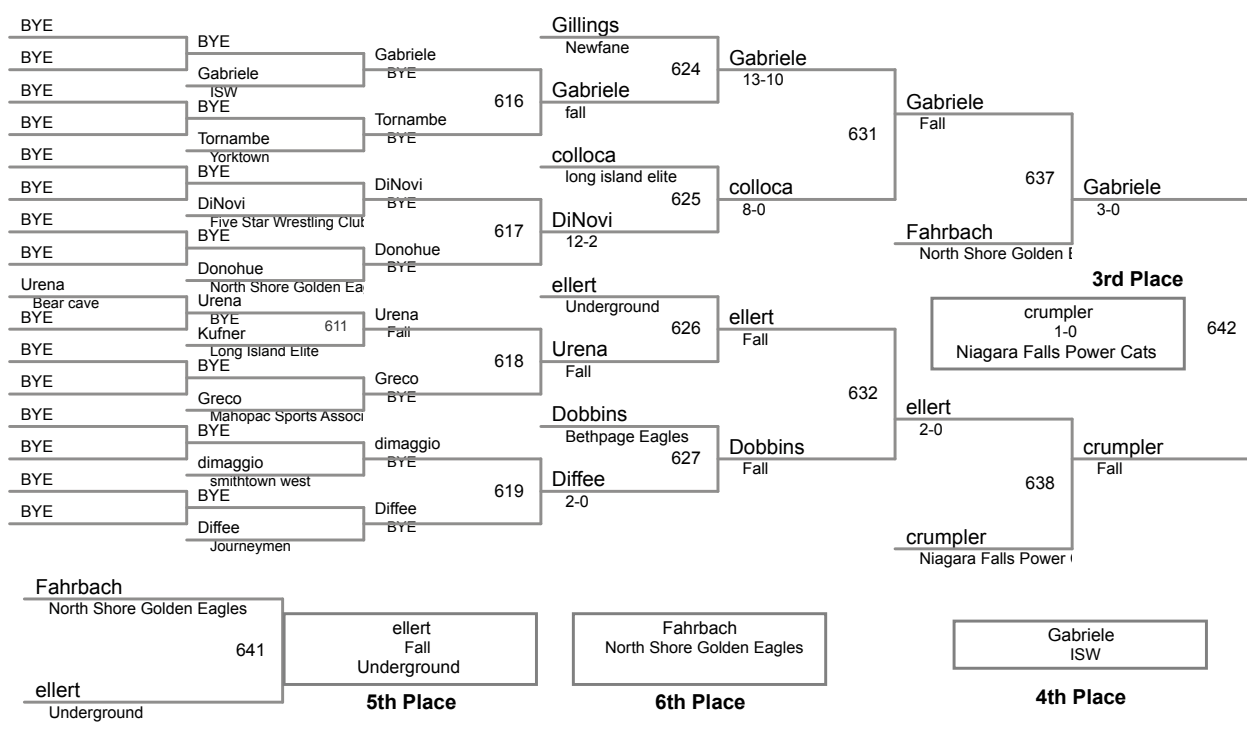 BYE
BYE
BYE
BYE
BYE
BYE
BYE
BYE
Urena
Bear cave
BYE
BYE
BYE
BYE
BYE
BYE
BYE
BYE
Gabriele
ISW
BYE
Tornambe
Yorktown
BYE
DiNovi
Five Star Wrestling Club
BYE
Donohue
North Shore Golden Ea
Urena
BYE
611
Kufner
Long Island Elite
BYE
Greco
Mahopac Sports Associ
BYE
dimaggio
smithtown west
BYE
Diffee
Journeymen
Gabriele
BYE
616
Tornambe
BYE
DiNovi
BYE
617
Donohue
BYE
Urena
Fall
618
Greco
BYE
dimaggio
BYE
619
Diffee
BYE
Gillings
Newfane
624
Gabriele
fall
colloca
long island elite
625
DiNovi
12-2
ellert
Underground
626
Urena
Fall
Dobbins
Bethpage Eagles
627
Diffee
2-0
Gabriele
13-10
631
colloca
8-0
ellert
Fall
632
Dobbins
Fall
Gabriele
Fall
637
Fahrbach
North Shore Golden E
ellert
2-0
638
crumpler
Niagara Falls Power
Gabriele
3-0
3rd Place
crumpler
1-0
Niagara Falls Power Cats
642
crumpler
Fall
Fahrbach
North Shore Golden Eagles
641
ellert
Underground
ellert
Fall
Underground
5th Place
Fahrbach
North Shore Golden Eagles
6th Place
Gabriele
ISW
4th Place